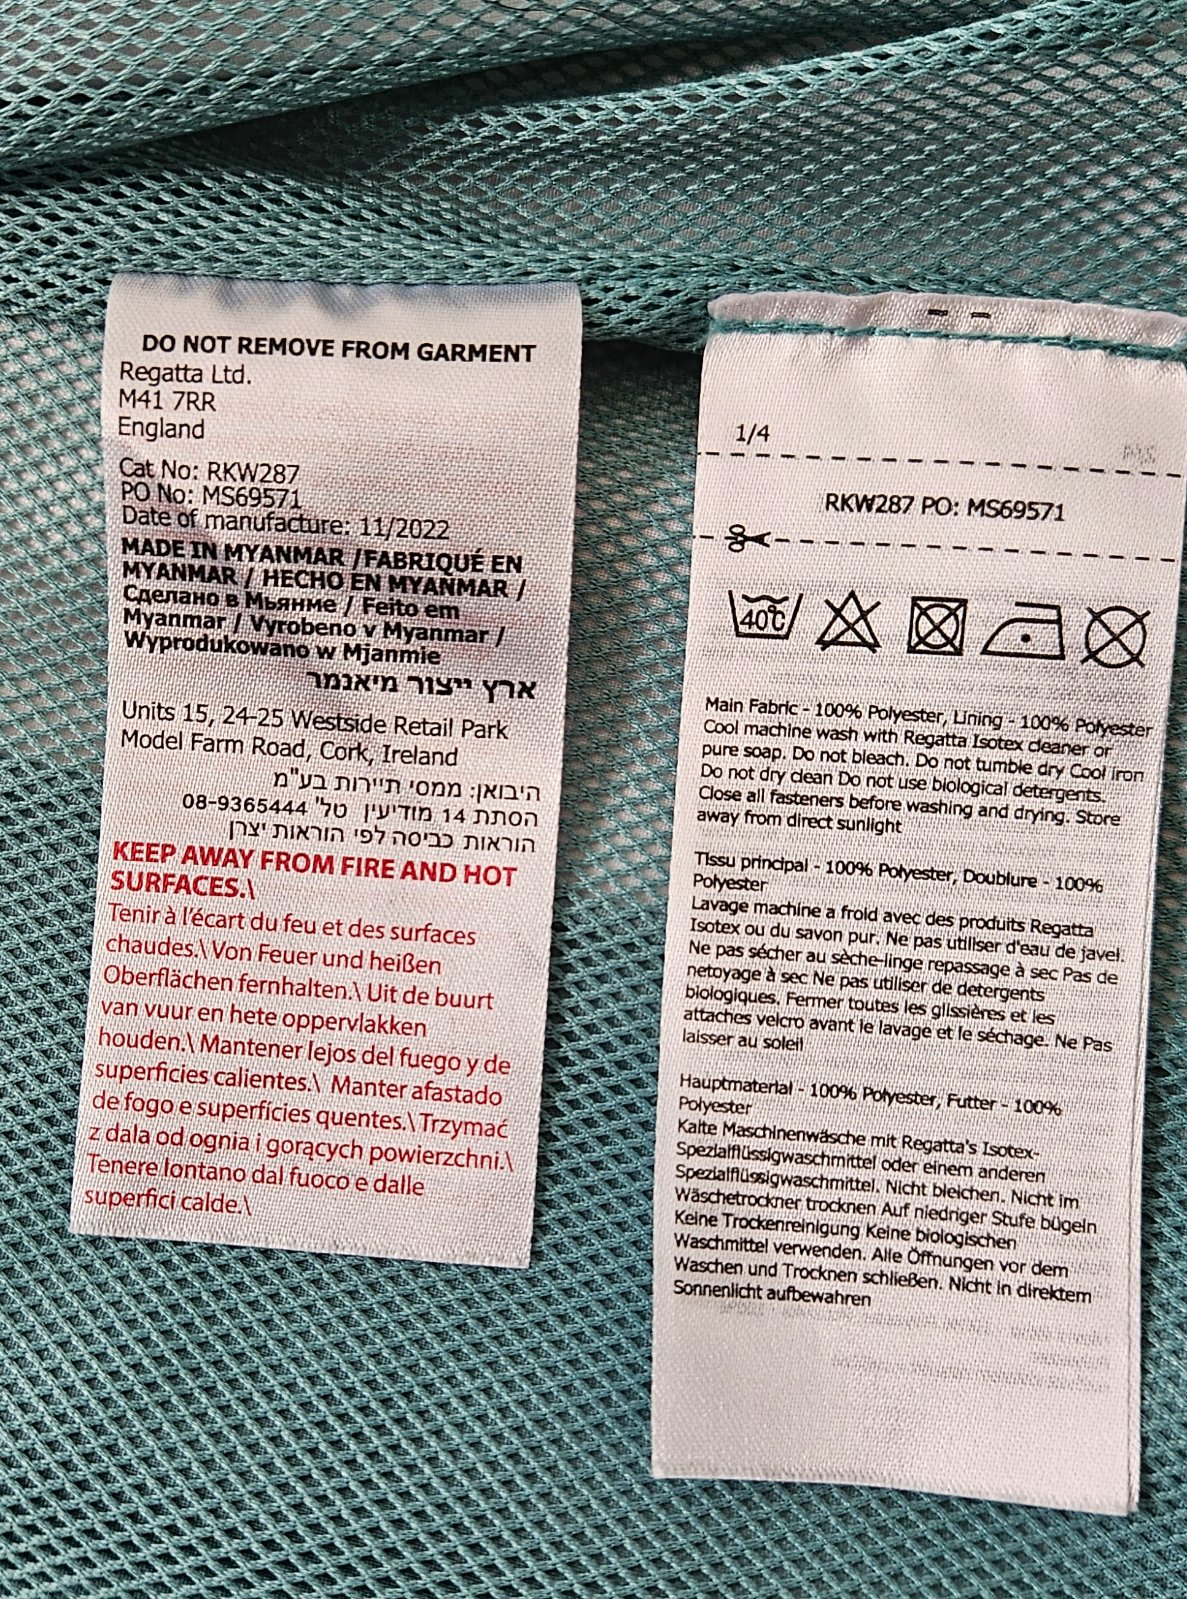 DO NOT REMOVE FROM GARMENT
Regatta Ltd.
M41 7RR
England
Cat No: RKW287
PO No: MS69571
Date of manufacture: 11/2022
MADE IN MYANMAR /FABRIQUÉ EN
MYANMAR / HECHO EN MYANMAR /
Сделано в Мьянме / Feito em
Myanmar / Vyrobeno v Myanmar /
Wyprodukowano w Mjanmie
ארץ ייצור מיאנמר
Units 15, 24-25 Westside Retail Park
Model Farm Road, Cork, Ireland
היבואן: ממסי תיירות בע"מ
הסתת 14 מודיעין טל' 08-9365444
הוראות כביסה לפי הוראות יצרן
KEEP AWAY FROM FIRE AND HOT
SURFACES.\
Tenir à l'écart du feu et des surfaces
chaudes.\ Von Feuer und heißen
Oberflächen fernhalten.\ Uit de buurt
van vuur en hete oppervlakken
houden.\ Mantener lejos del fuego y de
superficies calientes.\ Manter afastado
de fogo e superfícies quentes.\ Trzymać
z dala od ognia i gorących powierzchni.\
Tenere lontano dal fuoco e dalle
superfici calde.\
1/4
RKW287 PO: MS69571
40°C
Main Fabric - 100% Polyester, Lining - 100% Polyester
Cool machine wash with Regatta Isotex cleaner or
pure soap. Do not bleach. Do not tumble dry Cool iron
Do not dry clean Do not use biological detergents.
Close all fasteners before washing and drying. Store
away from direct sunlight
Tissu principal - 100% Polyester, Doublure - 100%
Polyester
Lavage machine a froid avec des produits Regatta
Isotex ou du savon pur. Ne pas utiliser d'eau de javel.
Ne pas sécher au sèche-linge repassage à sec Pas de
netoyage à sec Ne pas utiliser de detergents
biologiques. Fermer toutes les glissières et les
attaches velcro avant le lavage et le séchage. Ne Pas
laisser au soleil
Hauptmaterial - 100% Polyester, Futter - 100%
Polyester
Kalte Maschinenwäsche mit Regatta's Isotex-
Spezialflüssigwaschmittel oder einem anderen
Spezialflüssigwaschmittel. Nicht bleichen. Nicht im
Wäschetrockner trocknen Auf niedriger Stufe bügeln
Keine Trockenreinigung Keine biologischen
Waschmittel verwenden. Alle Öffnungen vor dem
Waschen und Trocknen schließen. Nicht in direktem
Sonnenlicht aufbewahren